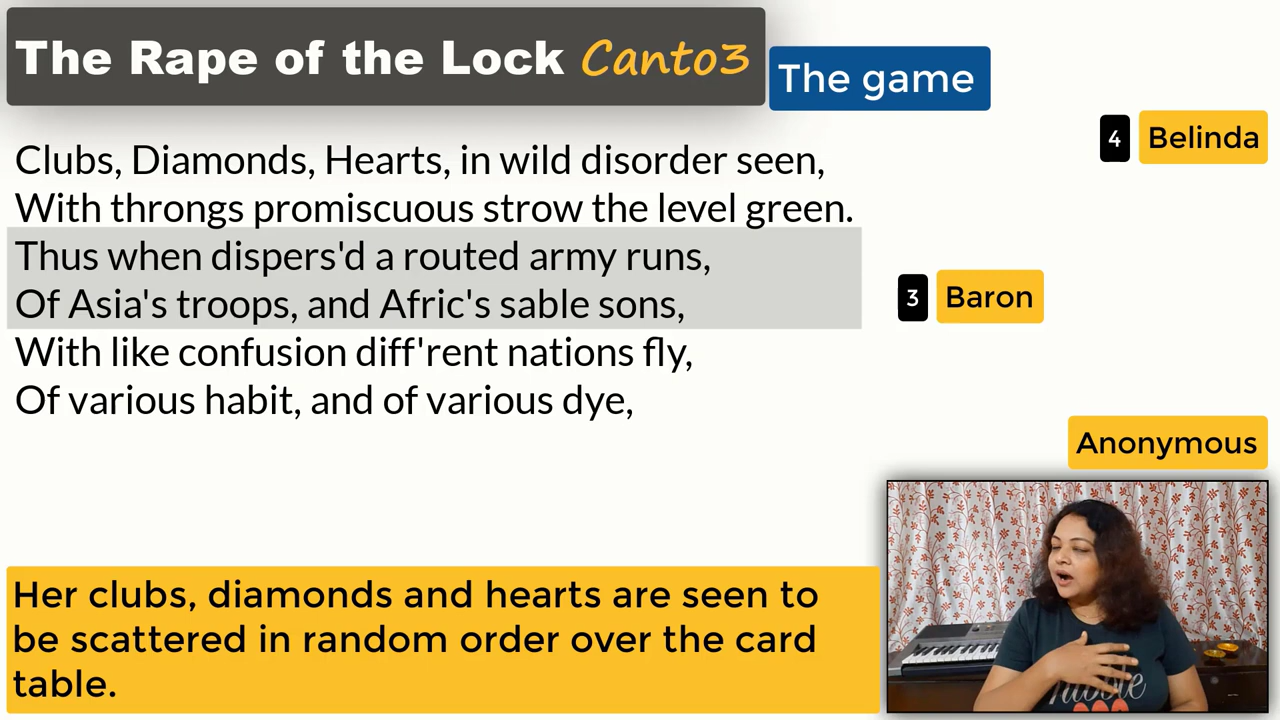 The Rape of the Lock Canto3
The game
4 Belinda
Clubs, Diamonds, Hearts, in wild disorder seen,
With throngs promiscuous strow the level green.
Thus when dispers'd a routed army runs,
Of Asia's troops, and Afric's sable sons,
3 Baron
With like confusion diff'rent nations fly,
Of various habit, and of various dye,
Anonymous
Her clubs, diamonds and hearts are seen to
be scattered in random order over the card
table.